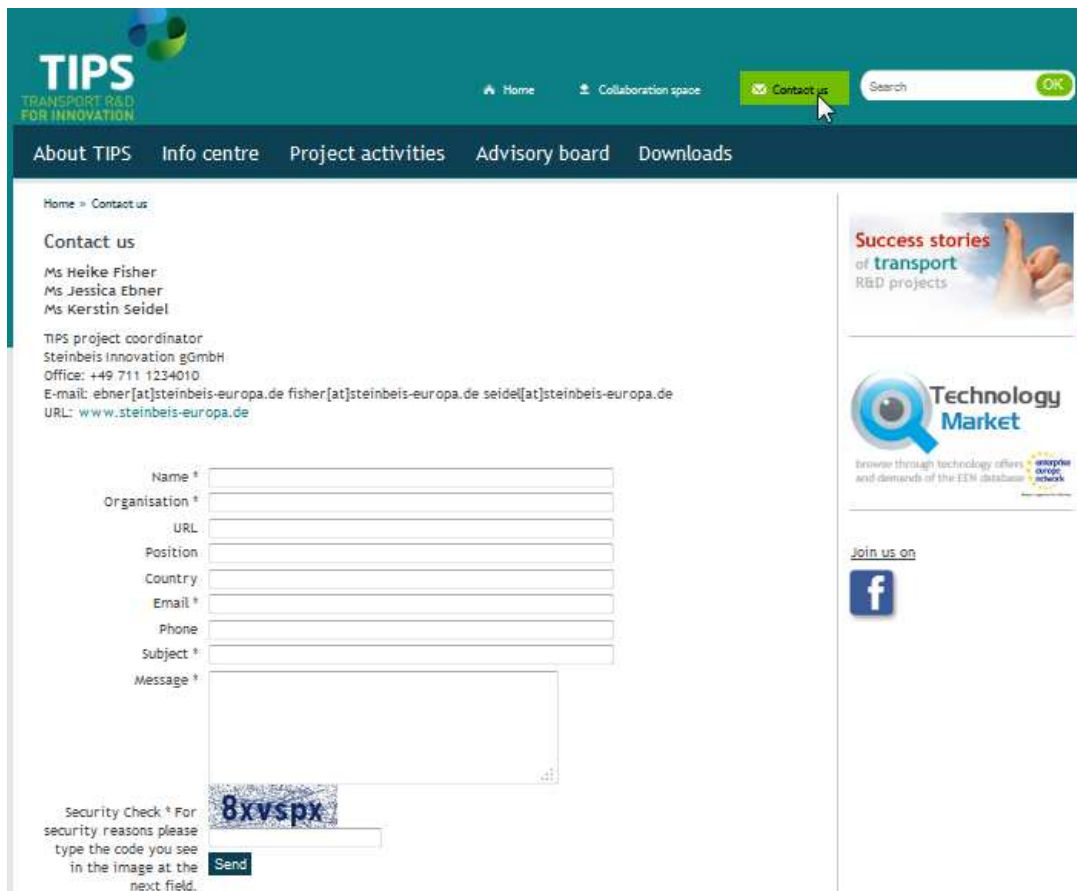 TIPS
TRANSPORT R&D
FOR INNOVATION
Home
Collaboration space
Contact us
Search
OK
About TIPS
Info centre
Project activities
Advisory board
Downloads
Home » Contact us
Contact us
Ms Heike Fisher
Ms Jessica Ebner
Ms Kerstin Seidel
TIPS project coordinator
Steinbeis Innovation gGmbH
Office: +49 711 1234010
E-mail: ebner[at]steinbeis-europa.de fisher[at]steinbeis-europa.de seidel[at]steinbeis-europa.de
URL: www.steinbeis-europa.de
Name *
Organisation *
URL
Position
Country
Email *
Phone
Subject *
Message *
8xvspx
Security Check * For
security reasons please
type the code you see
in the image at the
next field.
Send
Success stories
of transport
R&D projects
Technology
Market
browse through technology offers
and demands of the EEN database
enterprise
europe
network
Join us on
f